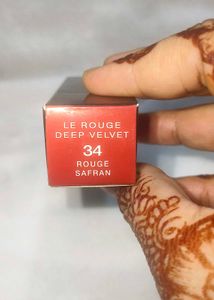 LE ROUGE
DEEP VELVET
34
ROUGE
SAFRAN